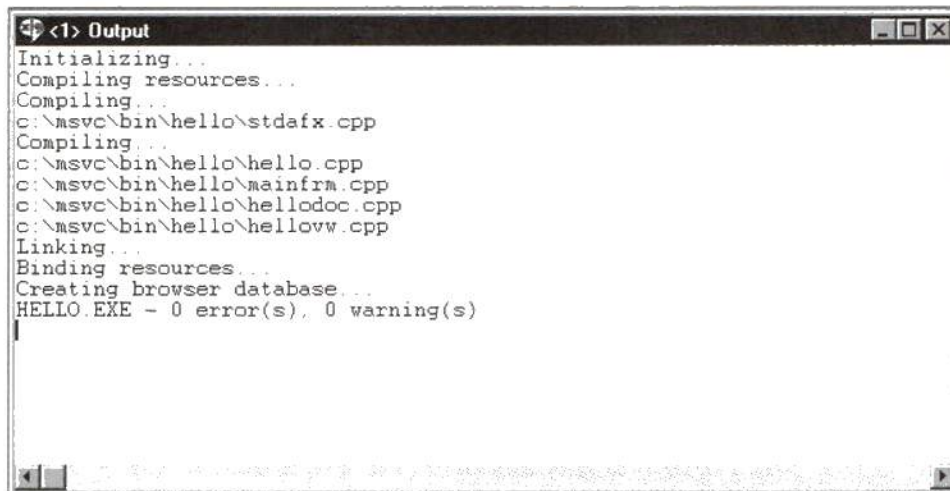 <1> Output
Initializing...
Compiling resources...
Compiling...
c:\msvc\bin\hello\stdafx.cpp
Compiling...
c:\msvc\bin\hello\hello.cpp
c:\msvc\bin\hello\mainfrm.cpp
c:\msvc\bin\hello\hellodoc.cpp
c:\msvc\bin\hello\hellovw.cpp
Linking...
Binding resources...
Creating browser database...
HELLO.EXE - 0 error(s), 0 warning(s)